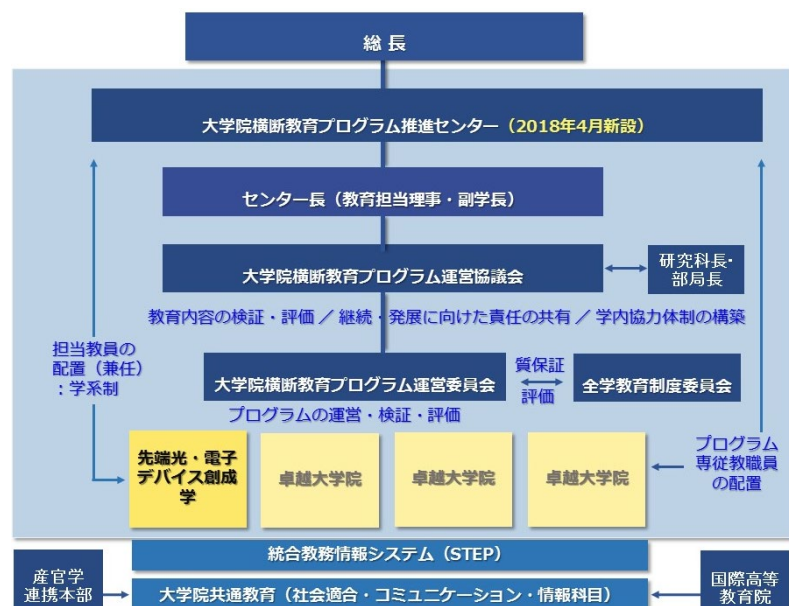 総 長
大学院横断教育プログラム推進センター（2018年4月新設）
センター長（教育担当理事・副学長）
大学院横断教育プログラム運営協議会
研究科長・
部局長
教育内容の検証・評価 ／ 継続・発展に向けた責任の共有 ／ 学内協力体制の構築
担当教員の
配置（兼任）
：学系制
大学院横断教育プログラム運営委員会
質保証
評価
全学教育制度委員会
プログラムの運営・検証・評価
先端光・電子
デバイス創成
学
卓越大学院
卓越大学院
卓越大学院
プログラム
専従教職員
の配置
統合教務情報システム（STEP）
産官学
連携本部
大学院共通教育（社会適合・コミュニケーション・情報科目）
国際高等
教育院